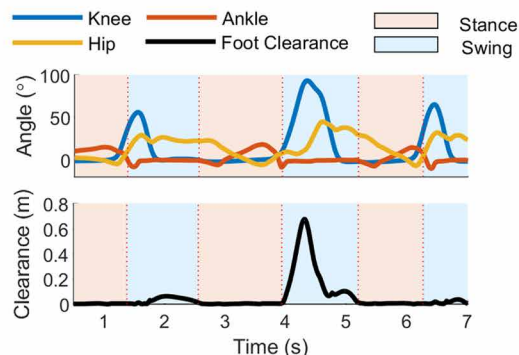 Knee Ankle Stance
Hip Foot Clearance Swing
Angle (°)
100
50
0
Clearance (m)
0.8
0.6
0.4
0.2
0
1 2 3 4 5 6 7
Time (s)